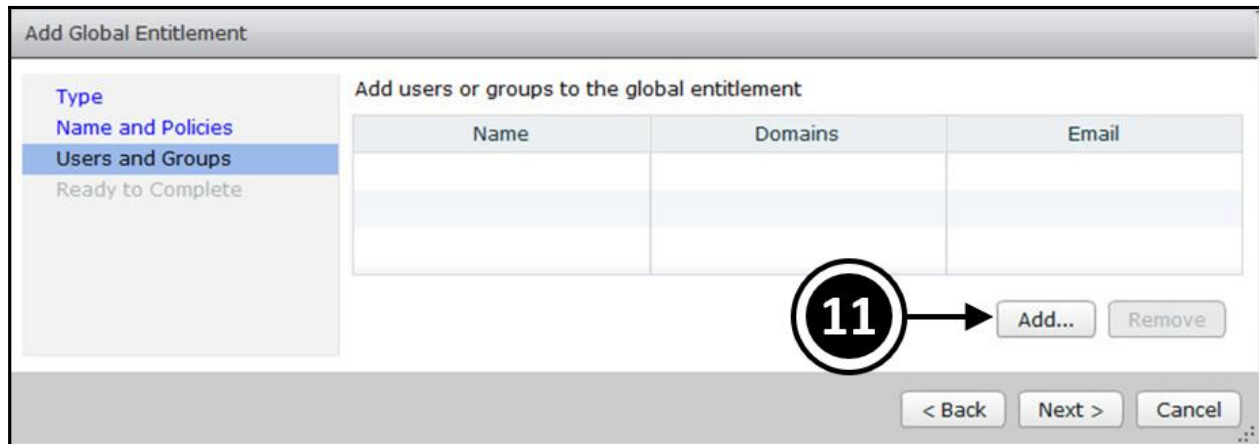 Add Global Entitlement
Type
Name and Policies
Users and Groups
Ready to Complete
Add users or groups to the global entitlement
Name Domains Email
11
Add... Remove
< Back Next > Cancel